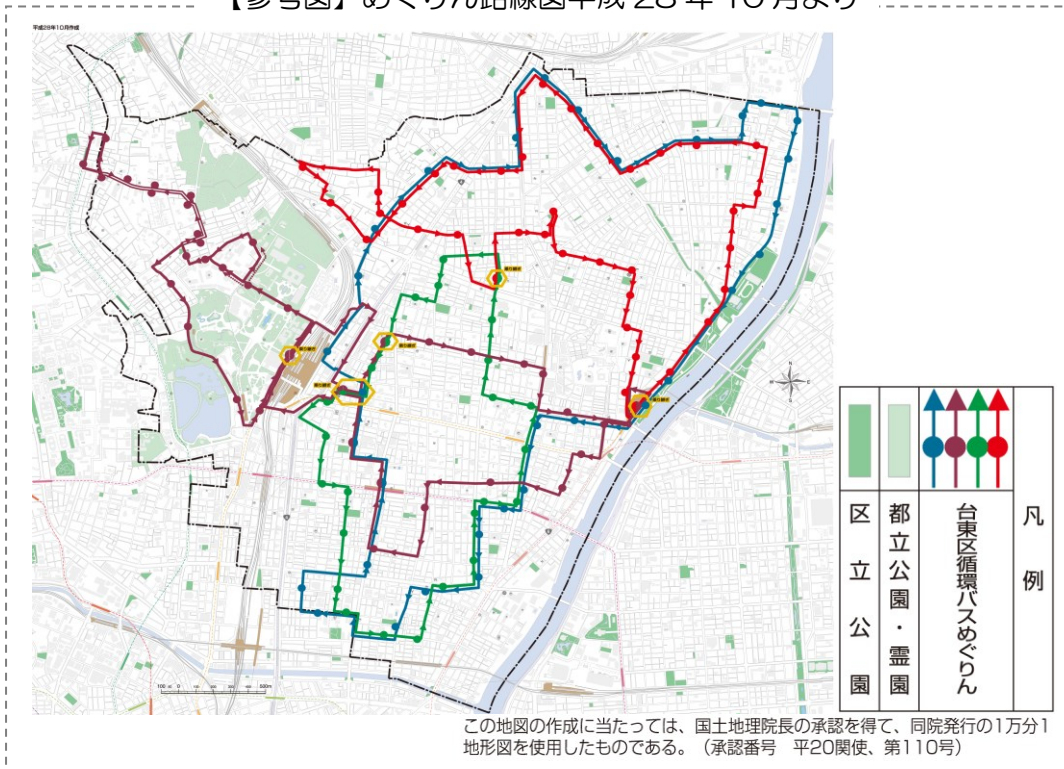 【参考図】めぐりん路線図平成28年10月より
平成28年10月作成
凡例
台東区循環バスめぐりん
都立公園・霊園
区立公園
この地図の作成に当たっては、国土地理院長の承認を得て、同院発行の1万分1
地形図を使用したものである。（承認番号　平20関使、第110号）